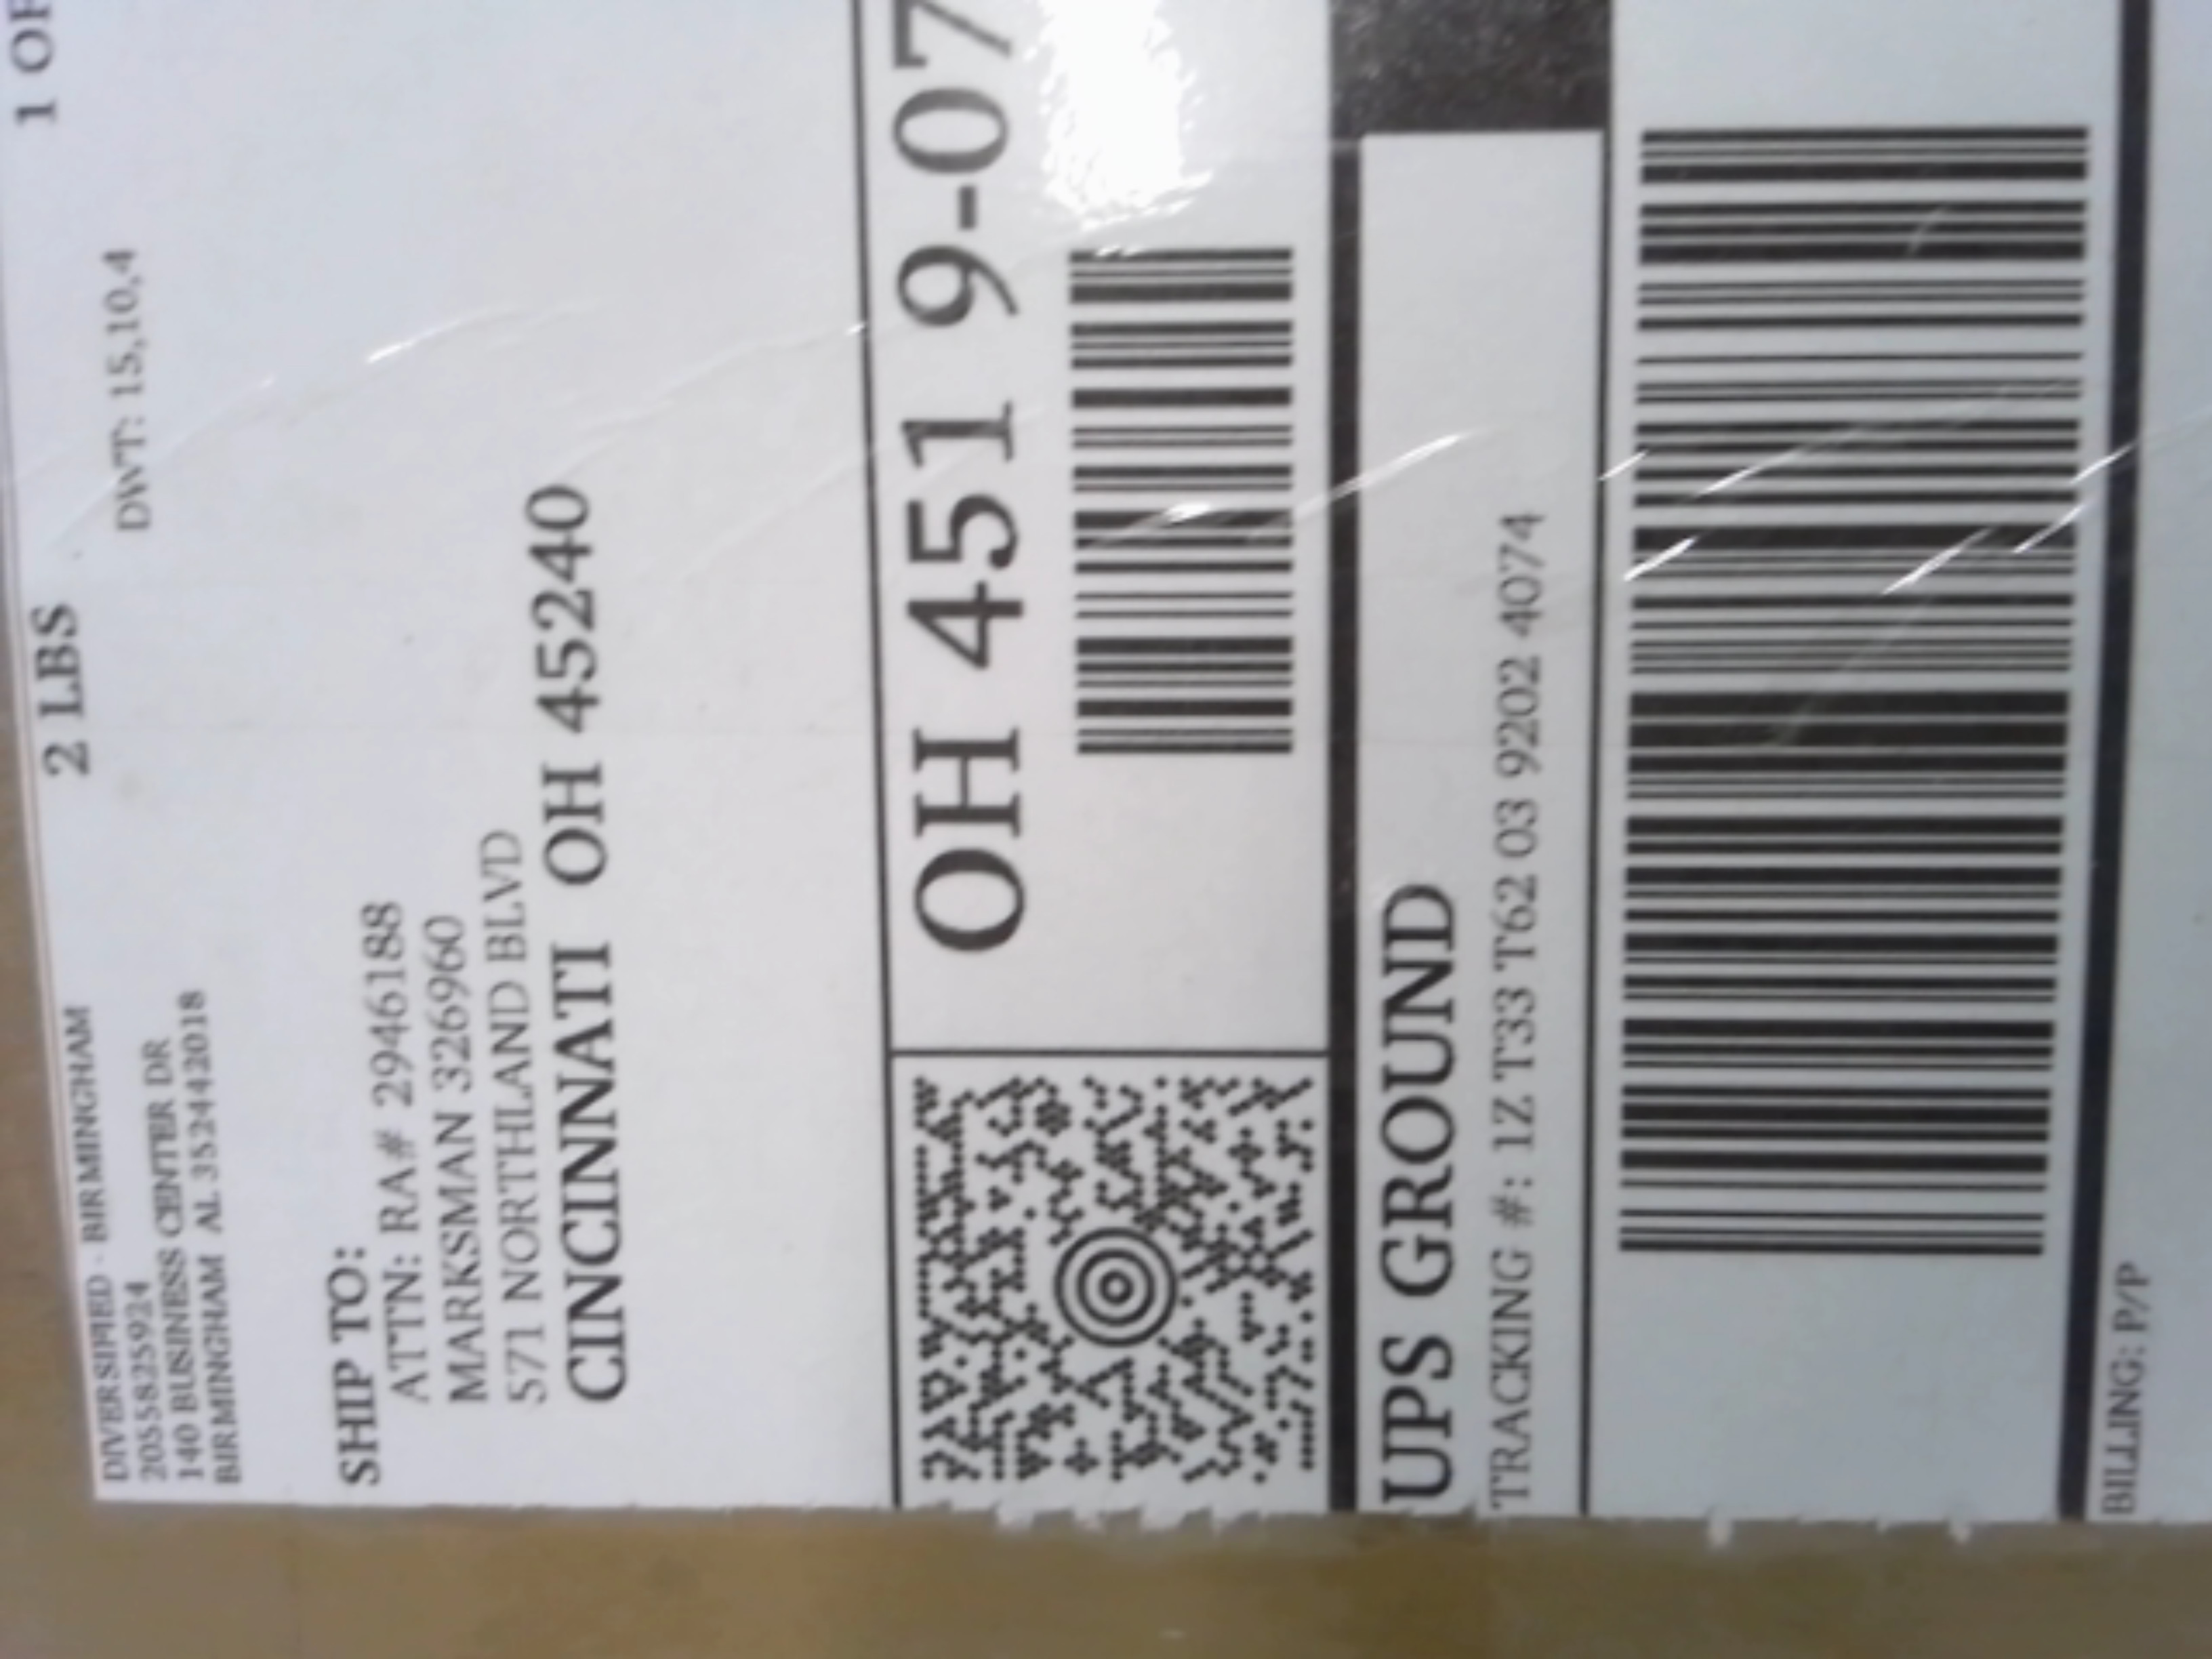 DIVERSIFIED - BIRMINGHAM
2055825924
140 BUSINESS CENTER DR
BIRMINGHAM AL 352442018
2 LBS
1 OF
DWT: 15,10,4
SHIP TO:
ATTN: RA# 2946188
MARKSMAN 326960
571 NORTHLAND BLVD
CINCINNATI OH 45240
OH 451 9-07
UPS GROUND
TRACKING #: 1Z T33 T62 03 9202 4074
BILLING: P/P